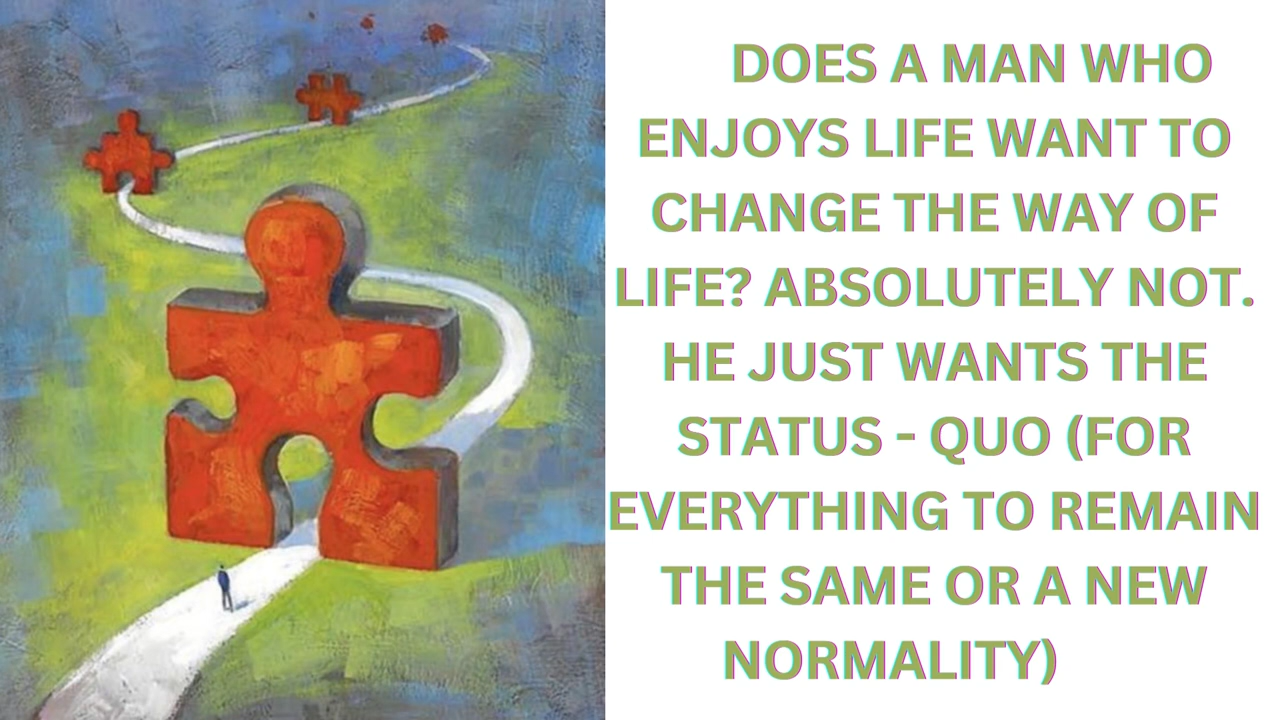 DOES A MAN WHO
ENJOYS LIFE WANT TO
CHANGE THE WAY OF
LIFE? ABSOLUTELY NOT.
HE JUST WANTS THE
STATUS - QUO (FOR
EVERYTHING TO REMAIN
THE SAME OR A NEW
NORMALITY)